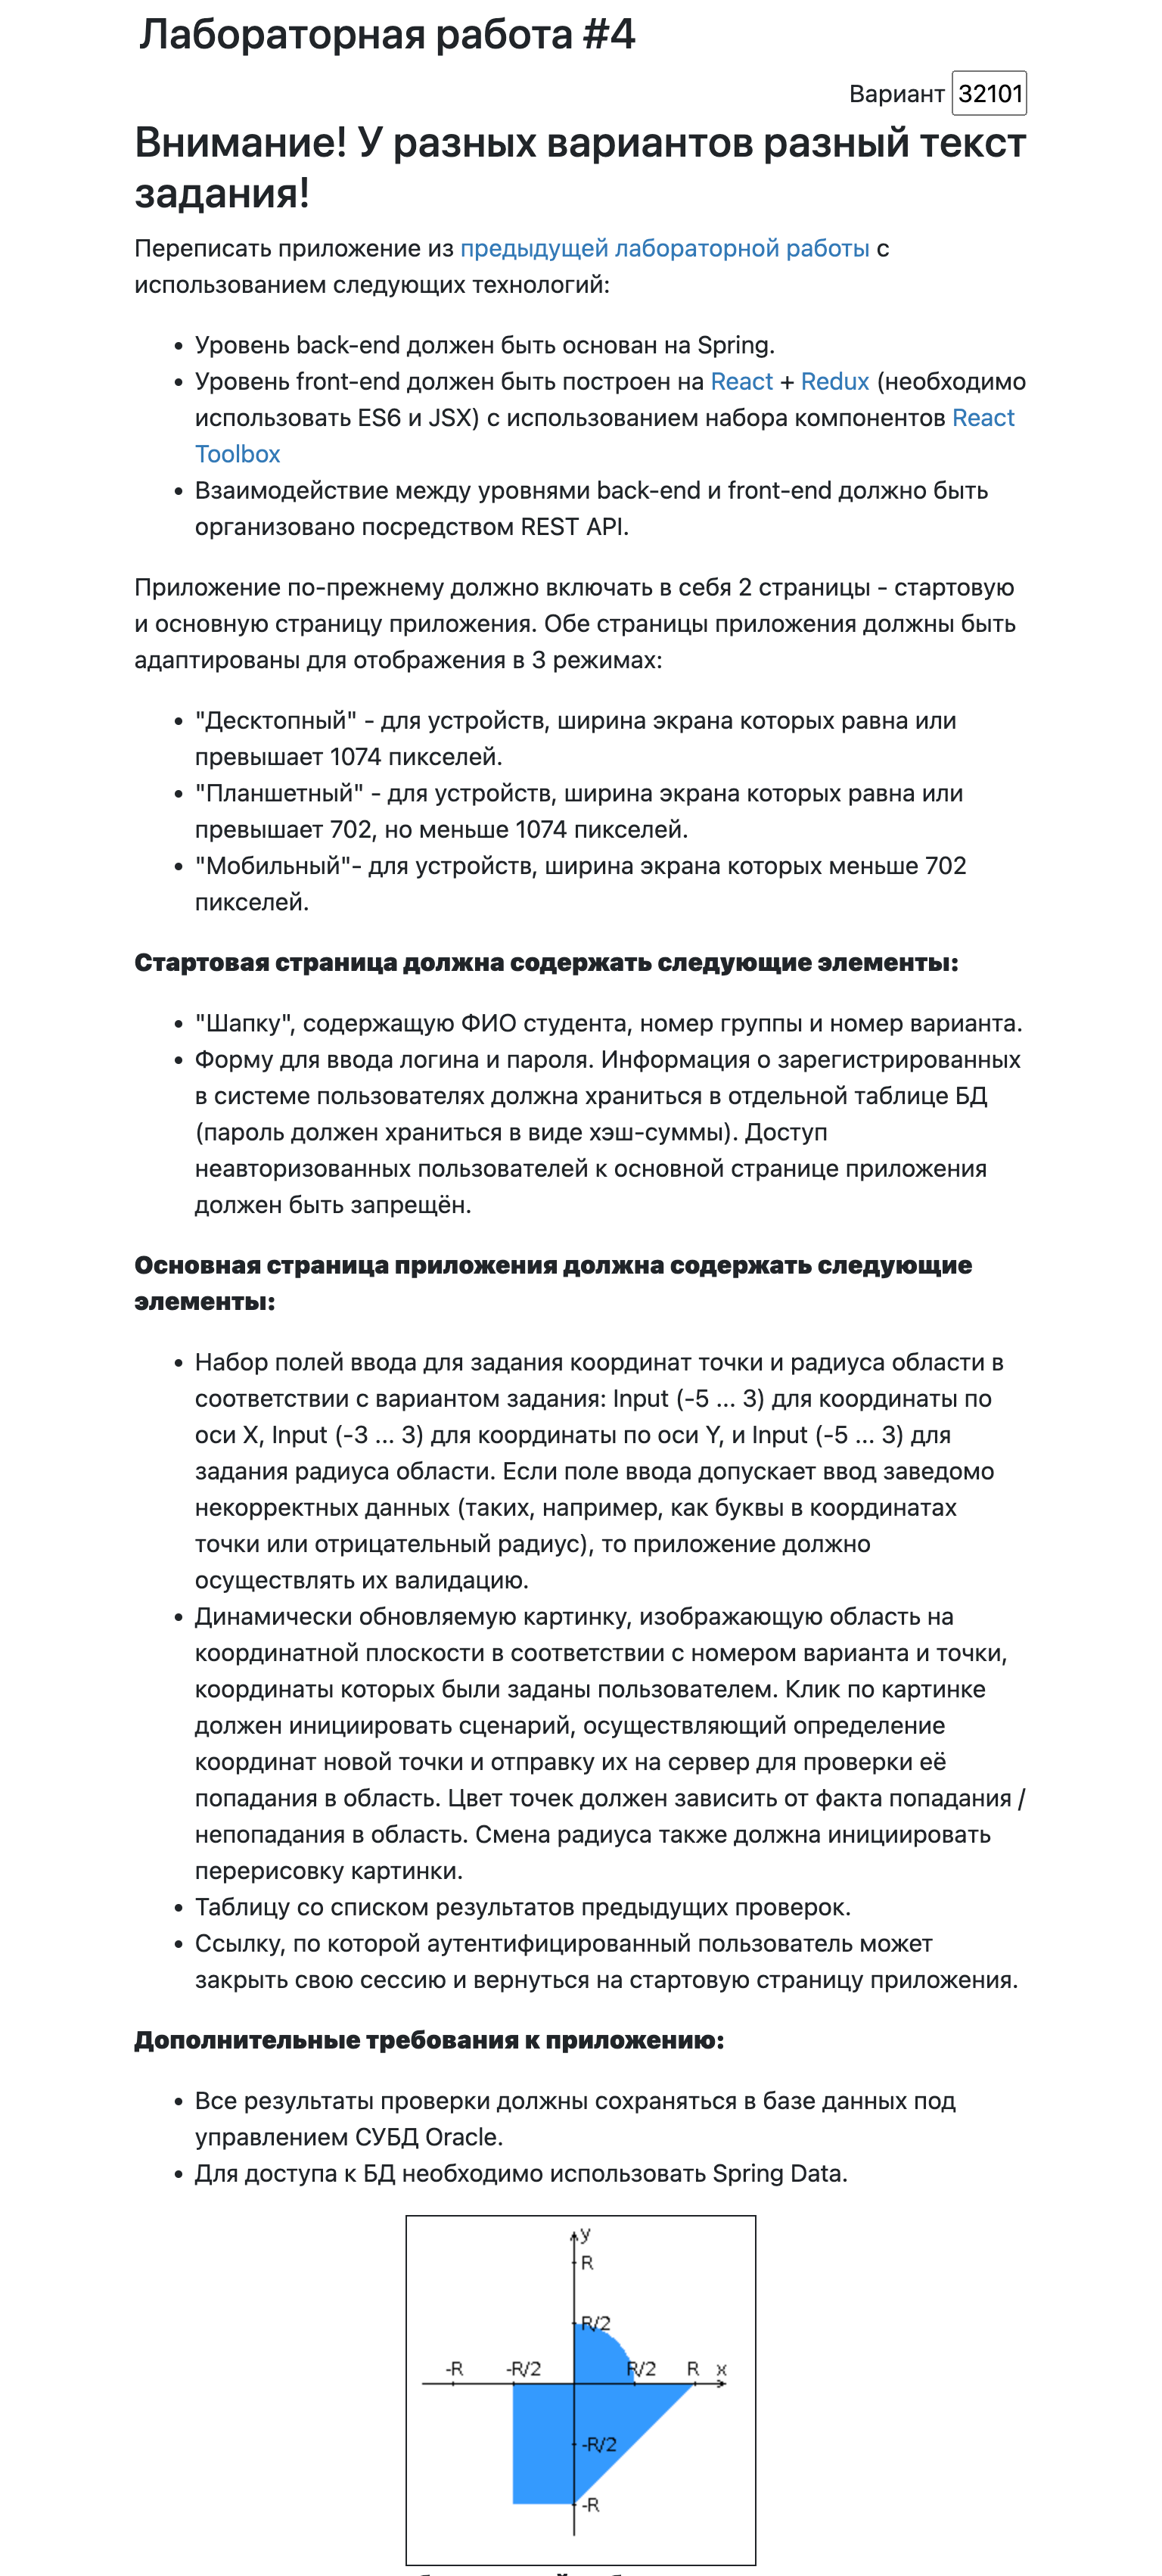 Лабораторная работа #4
Вариант 32101
Внимание! У разных вариантов разный текст
задания!
Переписать приложение из предыдущей лабораторной работы с
использованием следующих технологий:
• Уровень back-end должен быть основан на Spring.
• Уровень front-end должен быть построен на React + Redux (необходимо
использовать ES6 и JSX) с использованием набора компонентов React
Toolbox
• Взаимодействие между уровнями back-end и front-end должно быть
организовано посредством REST API.
Приложение по-прежнему должно включать в себя 2 страницы - стартовую
и основную страницу приложения. Обе страницы приложения должны быть
адаптированы для отображения в 3 режимах:
• "Десктопный" - для устройств, ширина экрана которых равна или
превышает 1074 пикселей.
• "Планшетный" - для устройств, ширина экрана которых равна или
превышает 702, но меньше 1074 пикселей.
• "Мобильный"- для устройств, ширина экрана которых меньше 702
пикселей.
Стартовая страница должна содержать следующие элементы:
• "Шапку", содержащую ФИО студента, номер группы и номер варианта.
• Форму для ввода логина и пароля. Информация о зарегистрированных
в системе пользователях должна храниться в отдельной таблице БД
(пароль должен храниться в виде хэш-суммы). Доступ
неавторизованных пользователей к основной странице приложения
должен быть запрещён.
Основная страница приложения должна содержать следующие
элементы:
• Набор полей ввода для задания координат точки и радиуса области в
соответствии с вариантом задания: Input (-5 ... 3) для координаты по
оси X, Input (-3 ... 3) для координаты по оси Y, и Input (-5 ... 3) для
задания радиуса области. Если поле ввода допускает ввод заведомо
некорректных данных (таких, например, как буквы в координатах
точки или отрицательный радиус), то приложение должно
осуществлять их валидацию.
• Динамически обновляемую картинку, изображающую область на
координатной плоскости в соответствии с номером варианта и точки,
координаты которых были заданы пользователем. Клик по картинке
должен инициировать сценарий, осуществляющий определение
координат новой точки и отправку их на сервер для проверки её
попадания в область. Цвет точек должен зависить от факта попадания /
непопадания в область. Смена радиуса также должна инициировать
перерисовку картинки.
• Таблицу со списком результатов предыдущих проверок.
• Ссылку, по которой аутентифицированный пользователь может
закрыть свою сессию и вернуться на стартовую страницу приложения.
Дополнительные требования к приложению:
• Все результаты проверки должны сохраняться в базе данных под
управлением СУБД Oracle.
• Для доступа к БД необходимо использовать Spring Data.
y
R
R/2
-R -R/2 R/2 R x
-R/2
-R